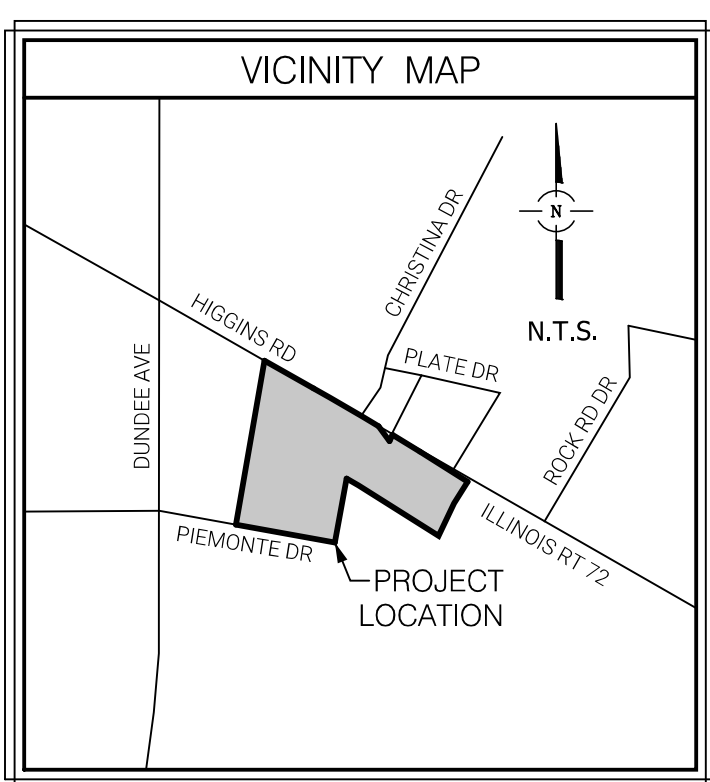 VICINITY MAP
CHRISTINA DR
N
N.T.S.
HIGGINS RD
PLATE DR
DUNDEE AVE
ROCK RD DR
ILLINOIS RT 72
PIEMONTE DR
PROJECT
LOCATION